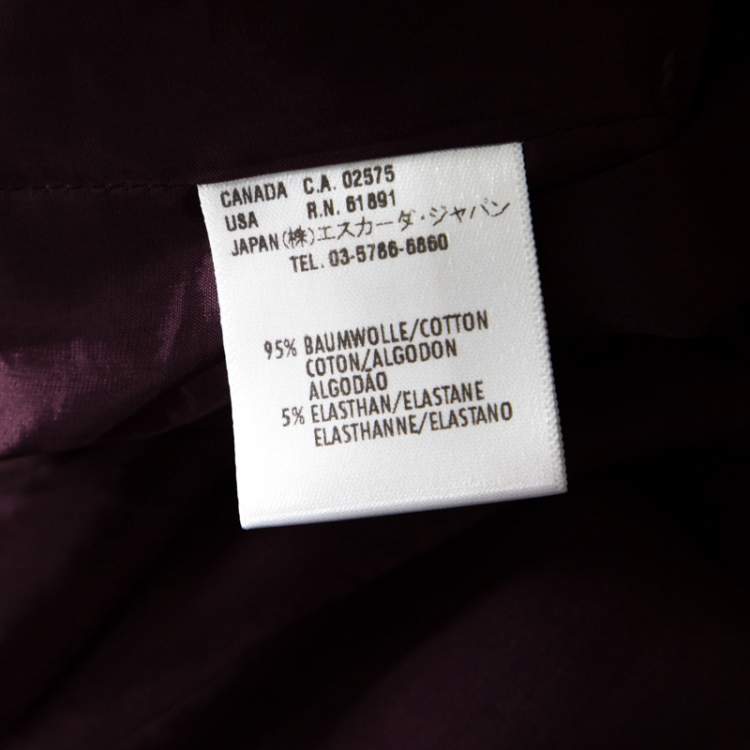 CANADA C.A. 02575
USA R.N. 61891
JAPAN (株)エスカーダ・ジャパン
TEL. 03-5786-6860
95% BAUMWOLLE/COTTON
COTON/ALGODON
ALGODÃO
5% ELASTHAN/ELASTANE
ELASTHANNE/ELASTANO